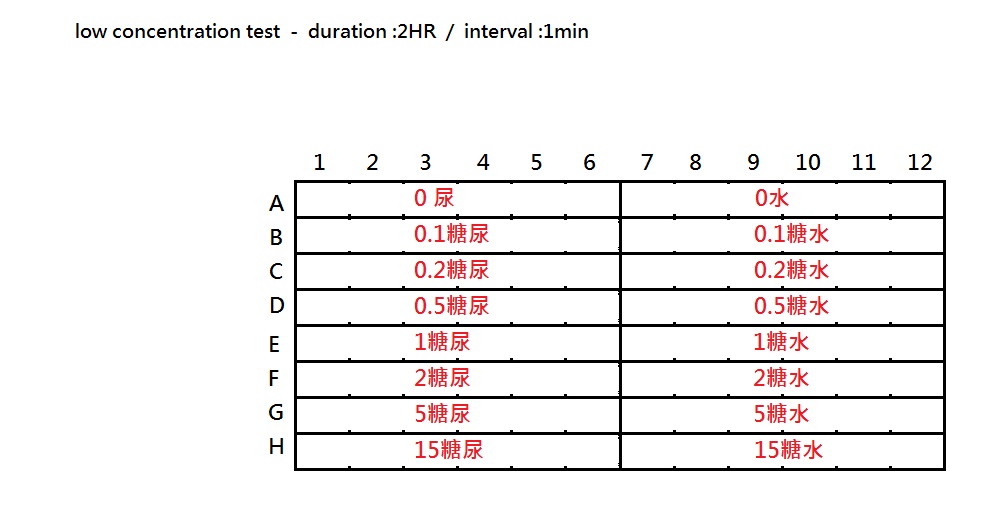 low concentration test - duration :2HR / interval :1min
1 2 3 4 5 6 7 8 9 10 11 12
A 0 尿 0水
B 0.1糖尿 0.1糖水
C 0.2糖尿 0.2糖水
D 0.5糖尿 0.5糖水
E 1糖尿 1糖水
F 2糖尿 2糖水
G 5糖尿 5糖水
H 15糖尿 15糖水